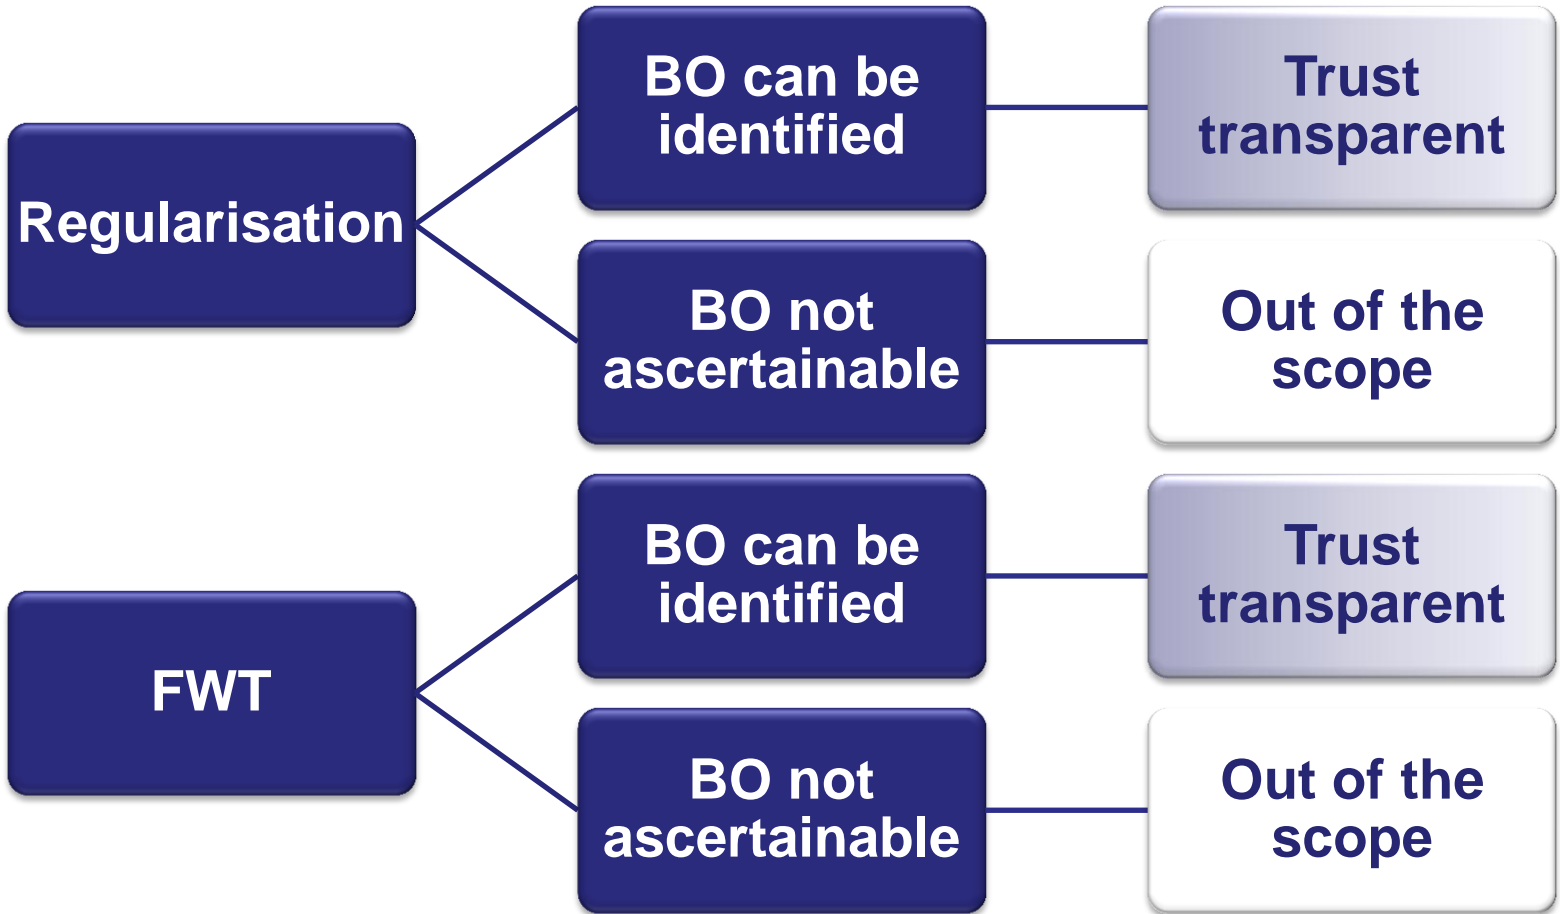 Regularisation
BO can be
identified
Trust
transparent
BO not
ascertainable
Out of the
scope
FWT
BO can be
identified
Trust
transparent
BO not
ascertainable
Out of the
scope